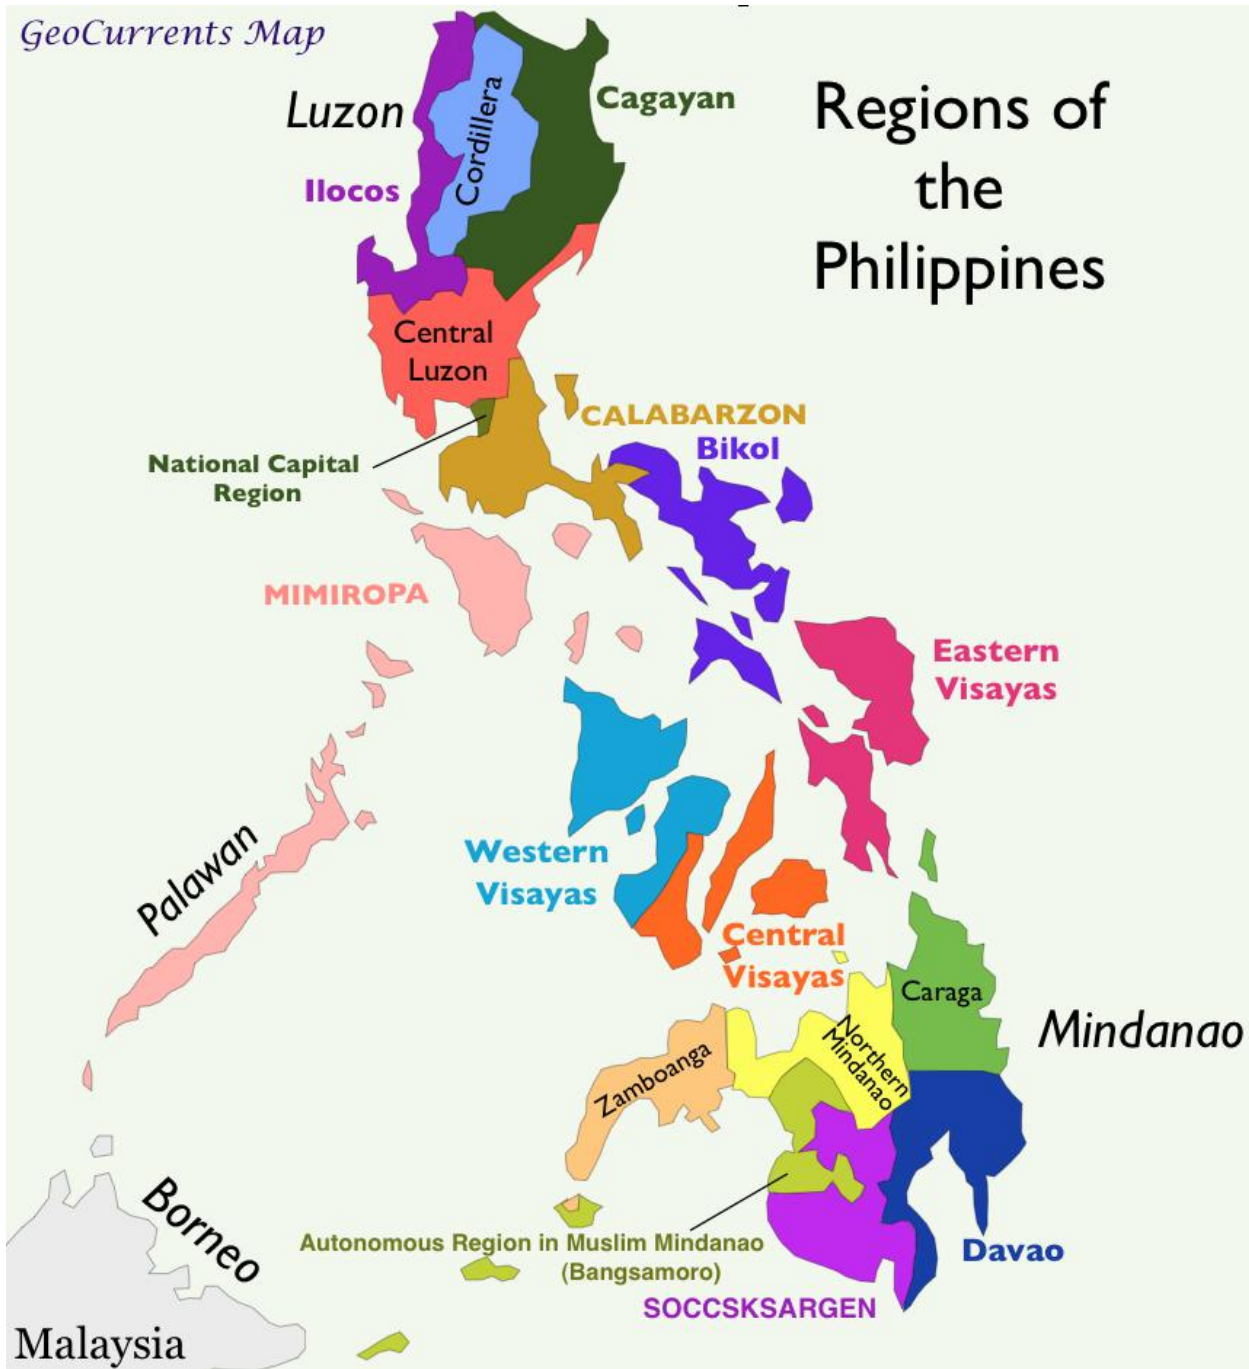 GeoCurrents Map
Regions of
the
Philippines
Luzon
Cordillera
Cagayan
Ilocos
Central
Luzon
CALABARZON
Bikol
National Capital
Region
MIMIROPA
Eastern
Visayas
Palawan
Western
Visayas
Central
Visayas
Caraga
Mindanao
Northern
Mindanao
Zamboanga
Borneo
Autonomous Region in Muslim Mindanao
(Bangsamoro)
Davao
SOCCSKSARGEN
Malaysia